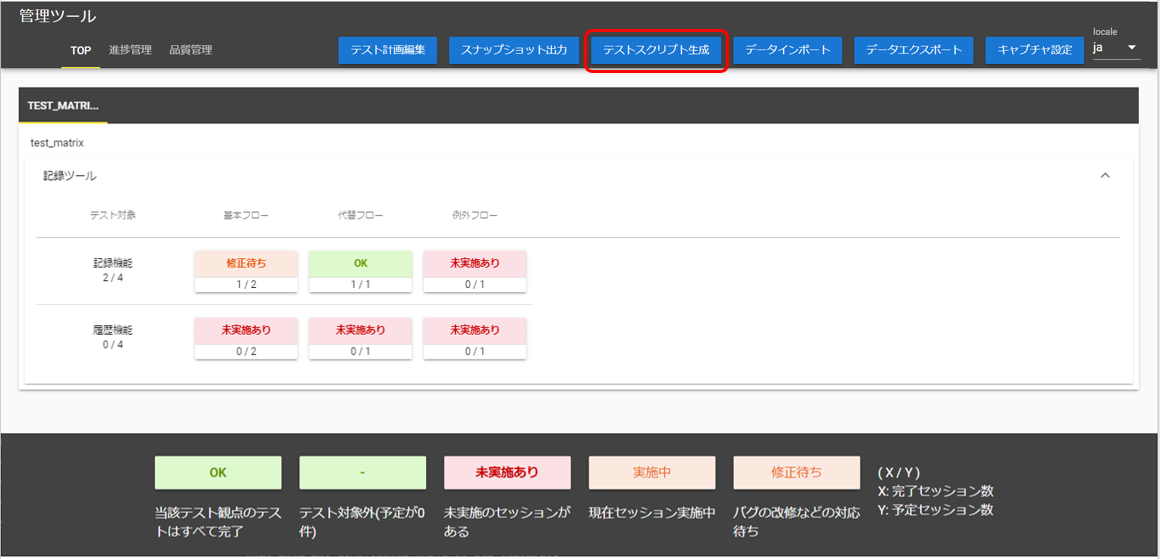 管理ツール
TOP 進捗管理 品質管理 テスト計画編集 スナップショット出力 テストスクリプト生成 データインポート データエクスポート キャプチャ設定 locale
ja
TEST_MATRI...
test_matrix
記録ツール
テスト対象 基本フロー 代替フロー 例外フロー
記録機能 修正待ち OK 未実施あり
2 / 4 1 / 2 1 / 1 0 / 1
履歴機能 未実施あり 未実施あり 未実施あり
0 / 4 0 / 2 0 / 1 0 / 1
OK - 未実施あり 実施中 修正待ち
当該テスト観点のテス
トはすべて完了
テスト対象外(予定が0
件)
未実施のセッションが
ある
現在セッション実施中
バグの改修などの対応
待ち
( X / Y )
X: 完了セッション数
Y: 予定セッション数